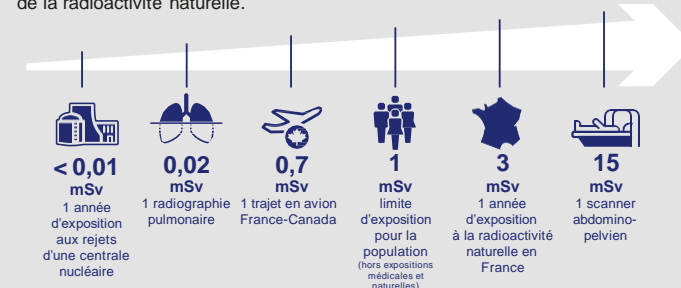 de la radioactivité naturelle.
< 0,01
mSv
1 année
d'exposition
aux rejets
d'une centrale
nucléaire
0,02
mSv
1 radiographie
pulmonaire
0,7
mSv
1 trajet en avion
France-Canada
1
mSv
limite
d'exposition
pour la
population
(hors expositions
médicales et
naturelles)
3
mSv
1 année
d'exposition
à la radioactivité
naturelle en
France
15
mSv
1 scanner
abdomino-
pelvien